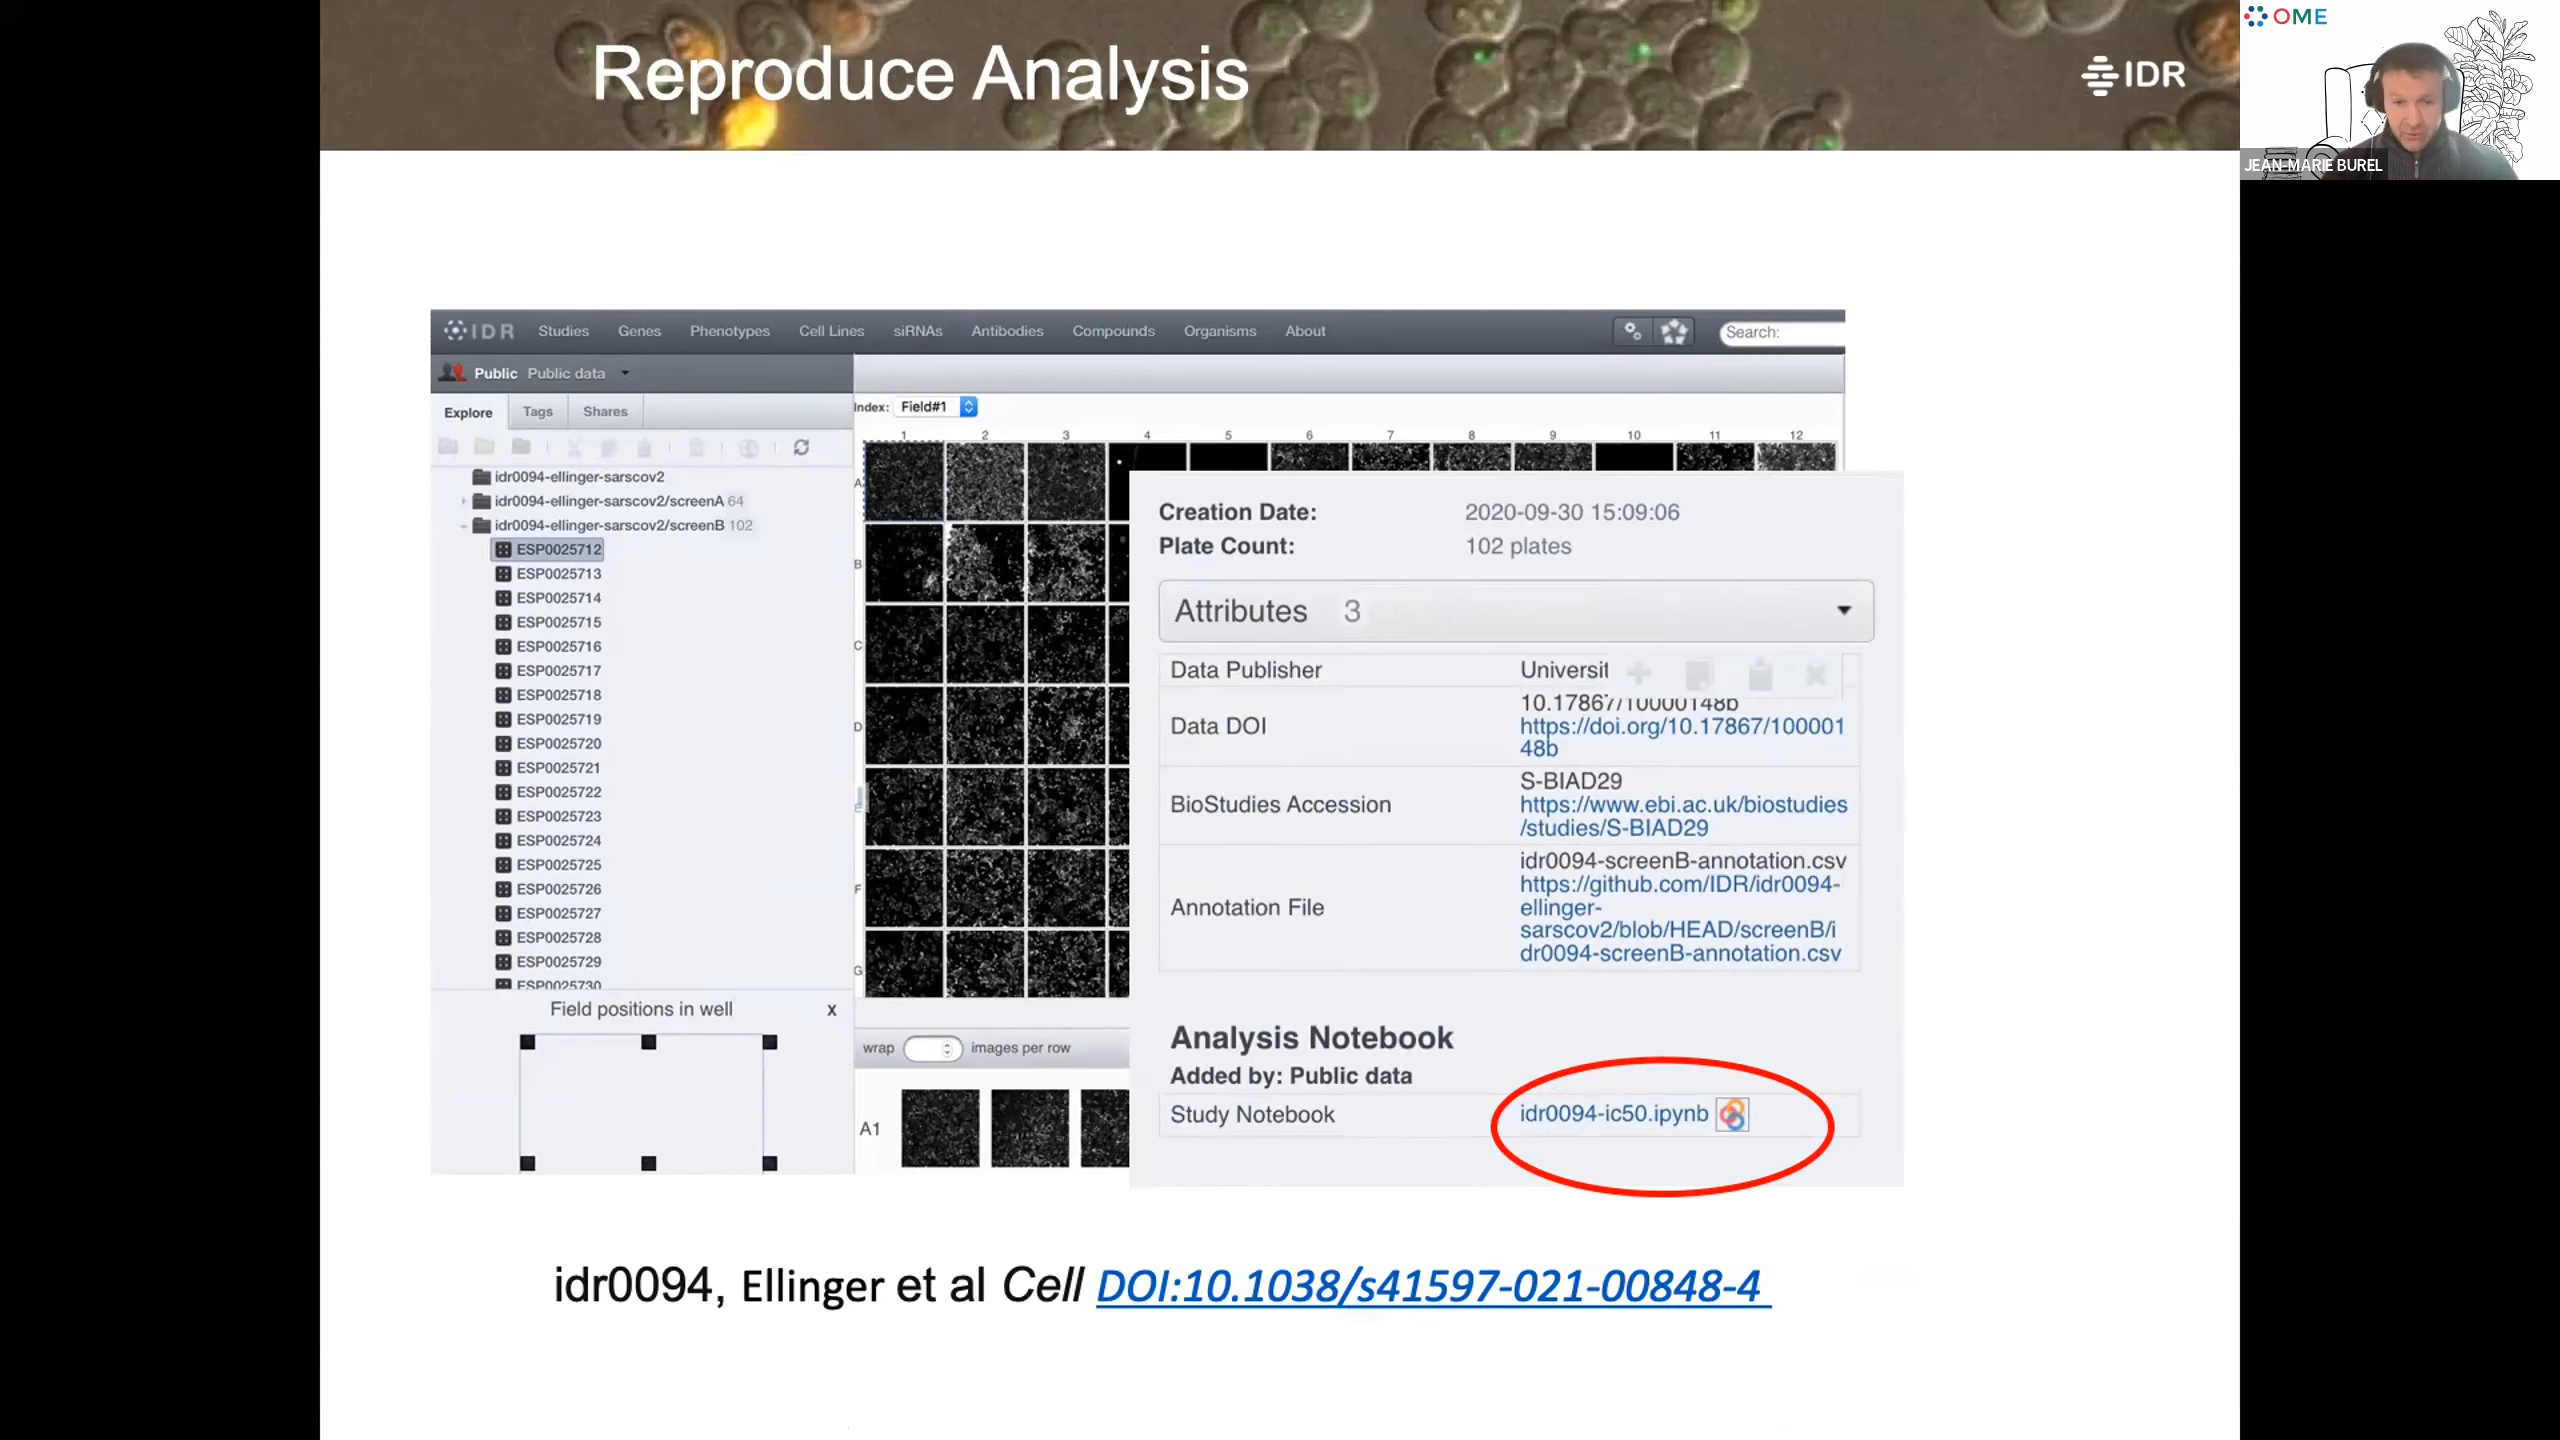 Reproduce Analysis
IDR
OME
JEAN-MARIE BUREL
IDR Studies Genes Phenotypes Cell Lines siRNAs Antibodies Compounds Organisms About Search:
Public Public data
Explore Tags Shares
idr0094-ellinger-sarscov2
idr0094-ellinger-sarscov2/screenA 64
idr0094-ellinger-sarscov2/screenB 102
ESP0025712
ESP0025713
ESP0025714
ESP0025715
ESP0025716
ESP0025717
ESP0025718
ESP0025719
ESP0025720
ESP0025721
ESP0025722
ESP0025723
ESP0025724
ESP0025725
ESP0025726
ESP0025727
ESP0025728
ESP0025729
ESP0025730
Field positions in well x
Index: Field#1
1 2 3 4 5 6 7 8 9 10 11 12
A
B
C
D
E
F
G
wrap images per row
A1
Creation Date: 2020-09-30 15:09:06
Plate Count: 102 plates
Attributes 3
Data Publisher Universit
Data DOI
10.17867/10000148b
https://doi.org/10.17867/100001
48b
BioStudies Accession
S-BIAD29
https://www.ebi.ac.uk/biostudies
/studies/S-BIAD29
Annotation File
idr0094-screenB-annotation.csv
https://github.com/IDR/idr0094-
ellinger-
sarscov2/blob/HEAD/screenB/i
dr0094-screenB-annotation.csv
Analysis Notebook
Added by: Public data
Study Notebook idr0094-ic50.ipynb
idr0094, Ellinger et al Cell DOI:10.1038/s41597-021-00848-4